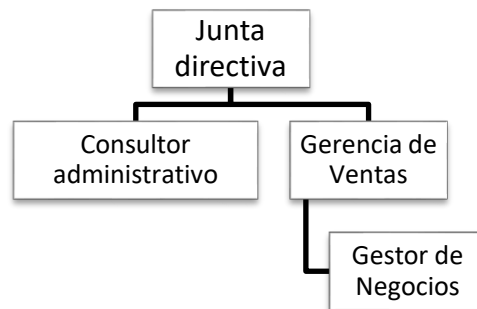 Junta
directiva
Consultor
administrativo
Gerencia de
Ventas
Gestor de
Negocios